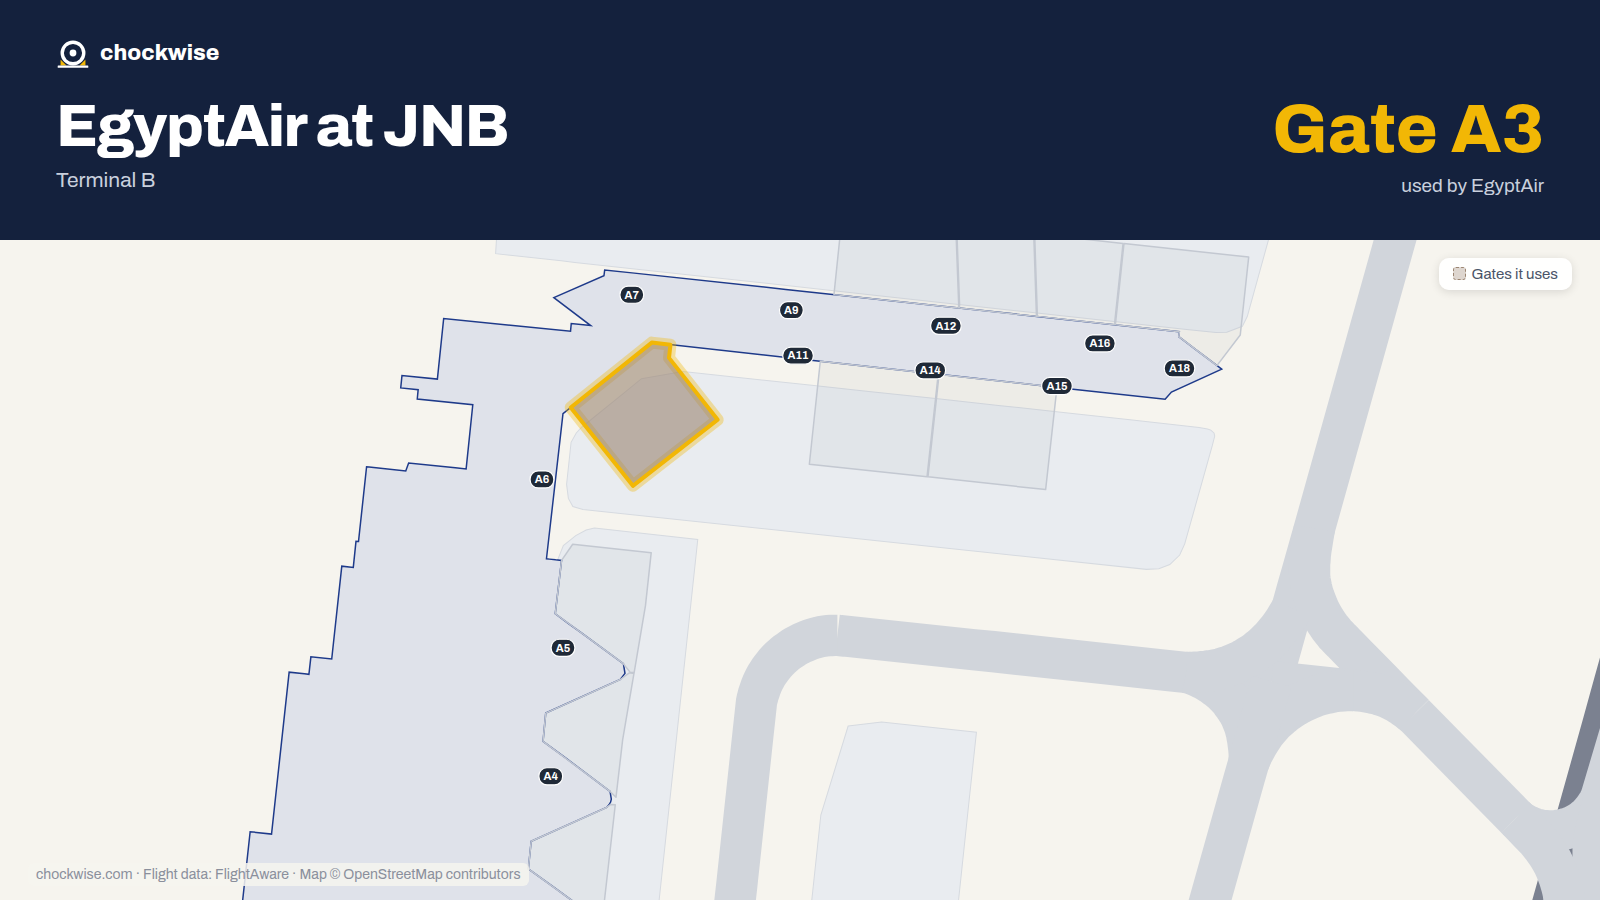 chockwise
EgyptAir at JNB
Terminal B
Gate A3
used by EgyptAir
Gates it uses
A7
A9
A12
A16
A11
A14
A18
A15
A6
A5
A4
chockwise.com · Flight data: FlightAware · Map © OpenStreetMap contributors